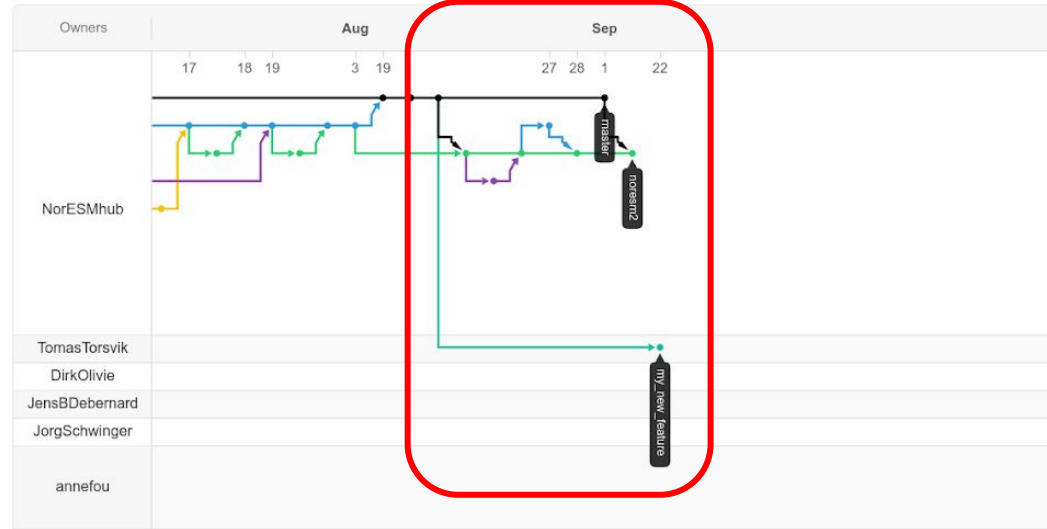 Owners Aug Sep
17 18 19 3 19 27 28 1 22
master
noresm2
NorESMhub
TomasTorsvik
DirkOlivie
my_new_feature
JensBDebernard
JorgSchwinger
annefou